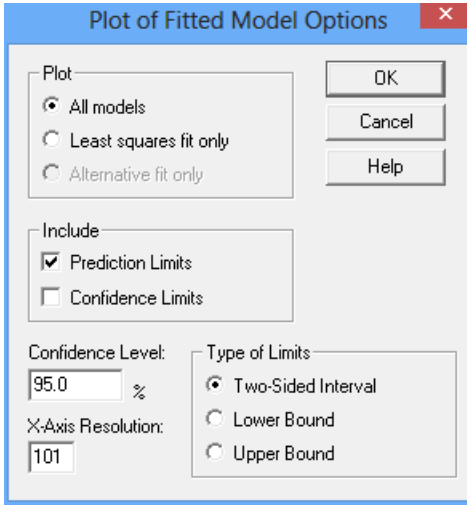 Plot of Fitted Model Options
Plot
All models
Least squares fit only
Alternative fit only
OK
Cancel
Help
Include
Prediction Limits
Confidence Limits
Confidence Level:
95.0 %
X-Axis Resolution:
101
Type of Limits
Two-Sided Interval
Lower Bound
Upper Bound